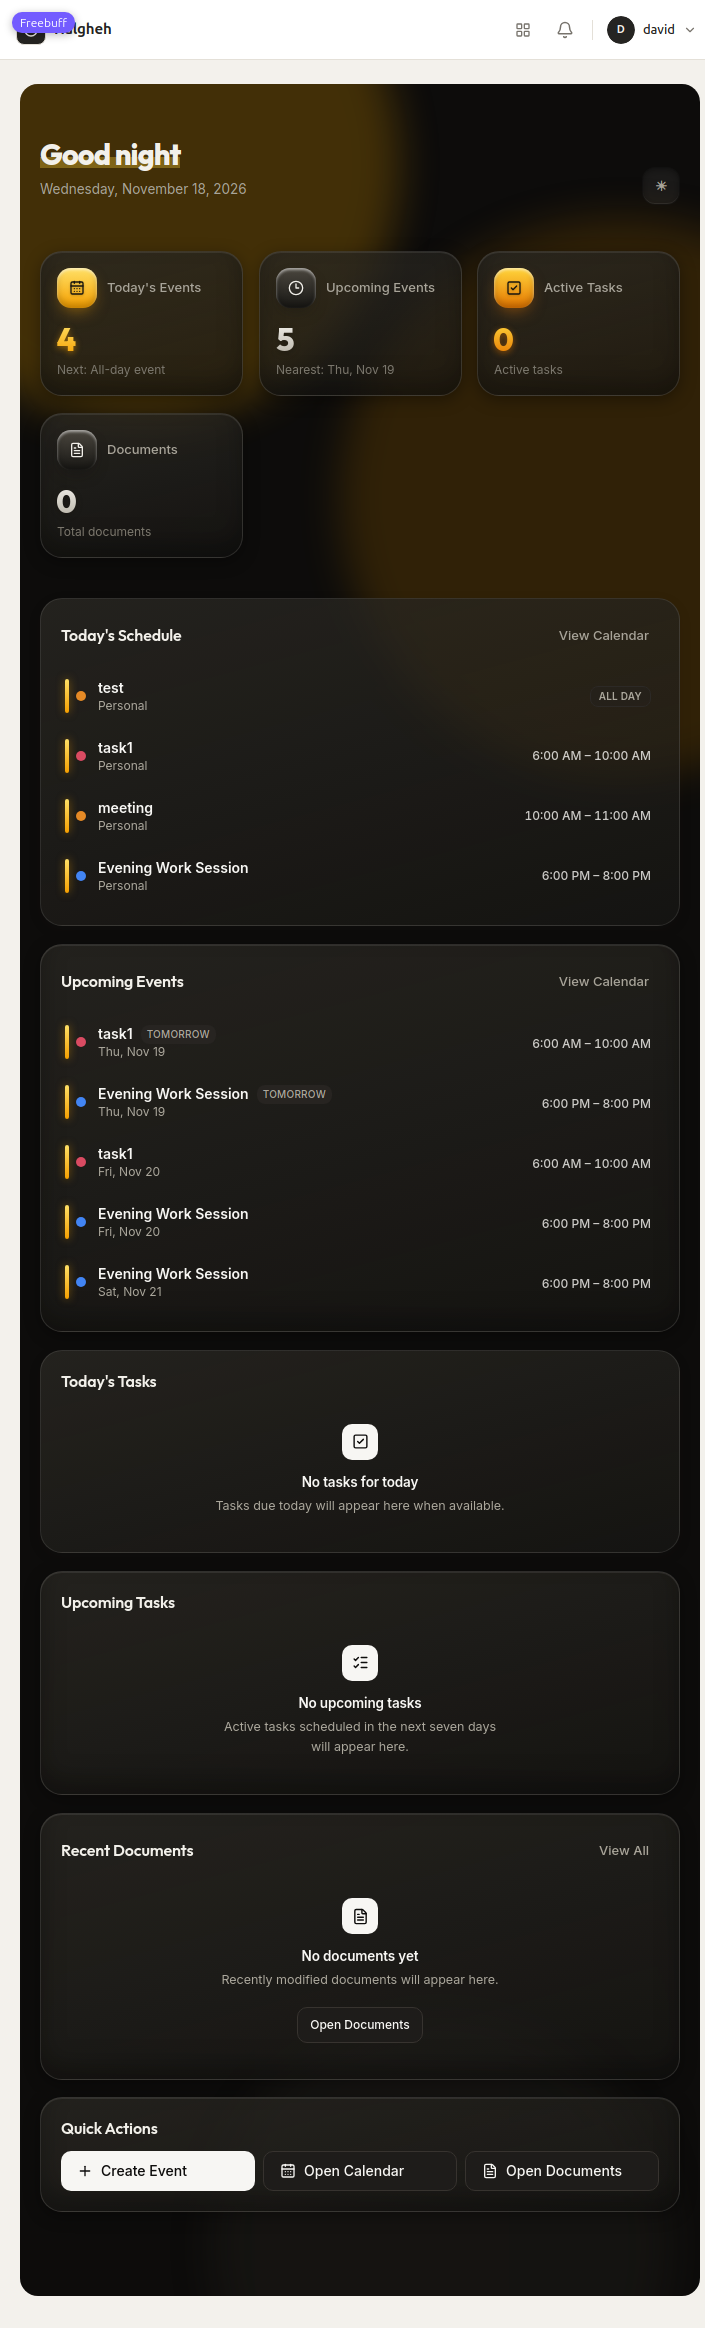 Freebuff
D
david
Good night
Wednesday, November 18, 2026
Today's Events
4
Next: All-day event
Upcoming Events
5
Nearest: Thu, Nov 19
Active Tasks
0
Active tasks
Documents
0
Total documents
Today's Schedule
View Calendar
test
Personal
ALL DAY
task1
Personal
6:00 AM – 10:00 AM
meeting
Personal
10:00 AM – 11:00 AM
Evening Work Session
Personal
6:00 PM – 8:00 PM
Upcoming Events
View Calendar
task1 TOMORROW
Thu, Nov 19
6:00 AM – 10:00 AM
Evening Work Session TOMORROW
Thu, Nov 19
6:00 PM – 8:00 PM
task1
Fri, Nov 20
6:00 AM – 10:00 AM
Evening Work Session
Fri, Nov 20
6:00 PM – 8:00 PM
Evening Work Session
Sat, Nov 21
6:00 PM – 8:00 PM
Today's Tasks
No tasks for today
Tasks due today will appear here when available.
Upcoming Tasks
No upcoming tasks
Active tasks scheduled in the next seven days
will appear here.
Recent Documents
View All
No documents yet
Recently modified documents will appear here.
Open Documents
Quick Actions
Create Event
Open Calendar
Open Documents